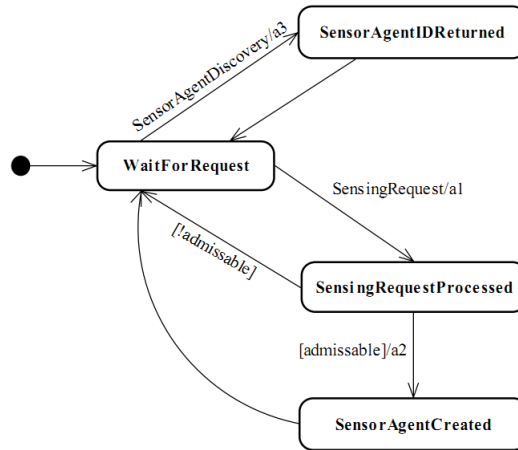 SensorAgentIDReturned
SensorAgentDiscovery/a3
WaitForRequest
SensingRequest/a1
[!admissable]
SensingRequestProcessed
[admissable]/a2
SensorAgentCreated